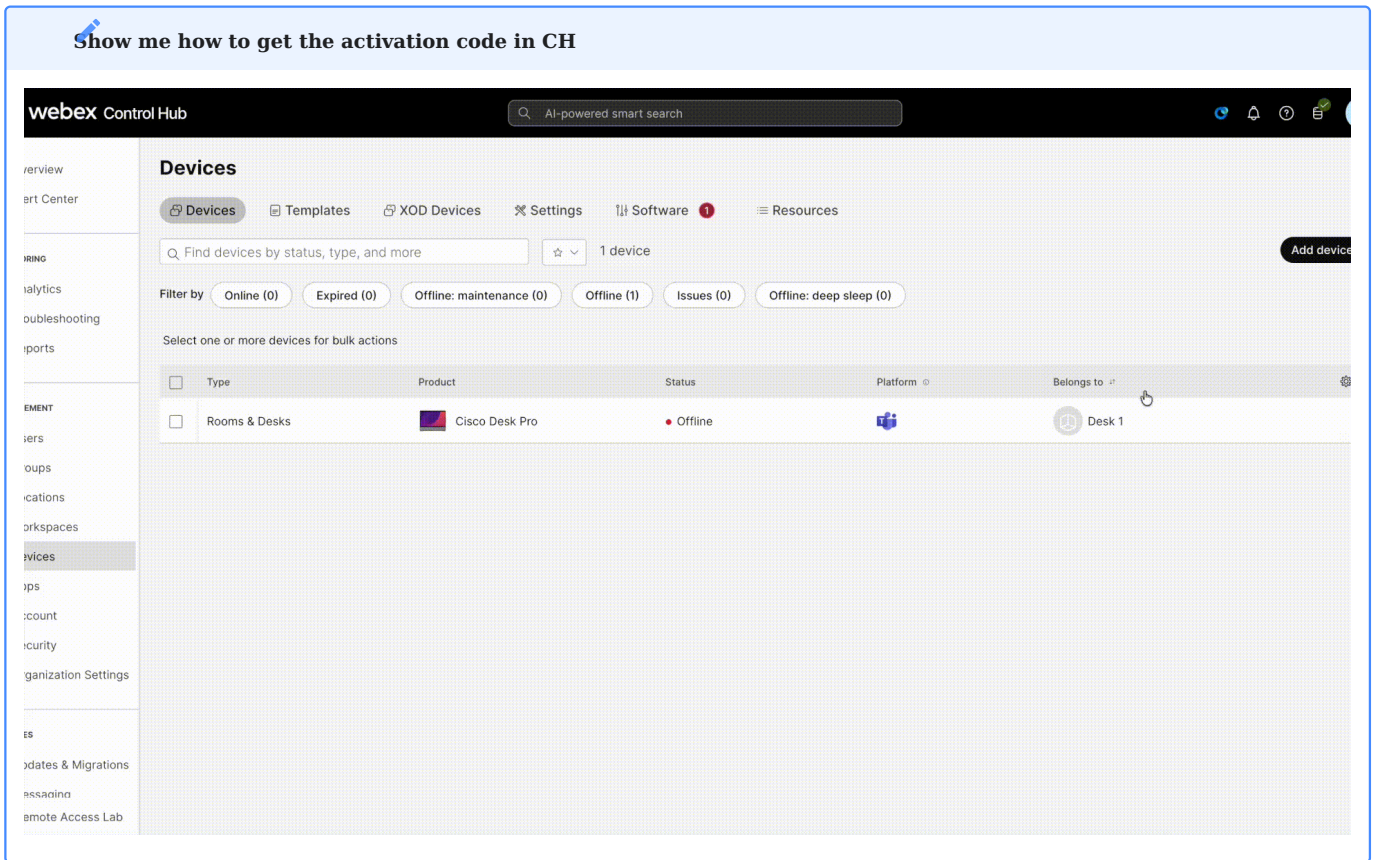 Show me how to get the activation code in CH
webex Control Hub
AI-powered smart search
verview
ert Center
ORING
nalytics
oubleshooting
eports
EMENT
sers
roups
ocations
orkspaces
evices
pps
ccount
ecurity
rganization Settings
ES
pdates & Migrations
essaging
emote Access Lab
Devices
Devices
Templates
XOD Devices
Settings
Software 1
Resources
Find devices by status, type, and more
1 device
Add device
Filter by Online (0) Expired (0) Offline: maintenance (0) Offline (1) Issues (0) Offline: deep sleep (0)
Select one or more devices for bulk actions
Type Product Status Platform Belongs to
Rooms & Desks Cisco Desk Pro Offline Desk 1